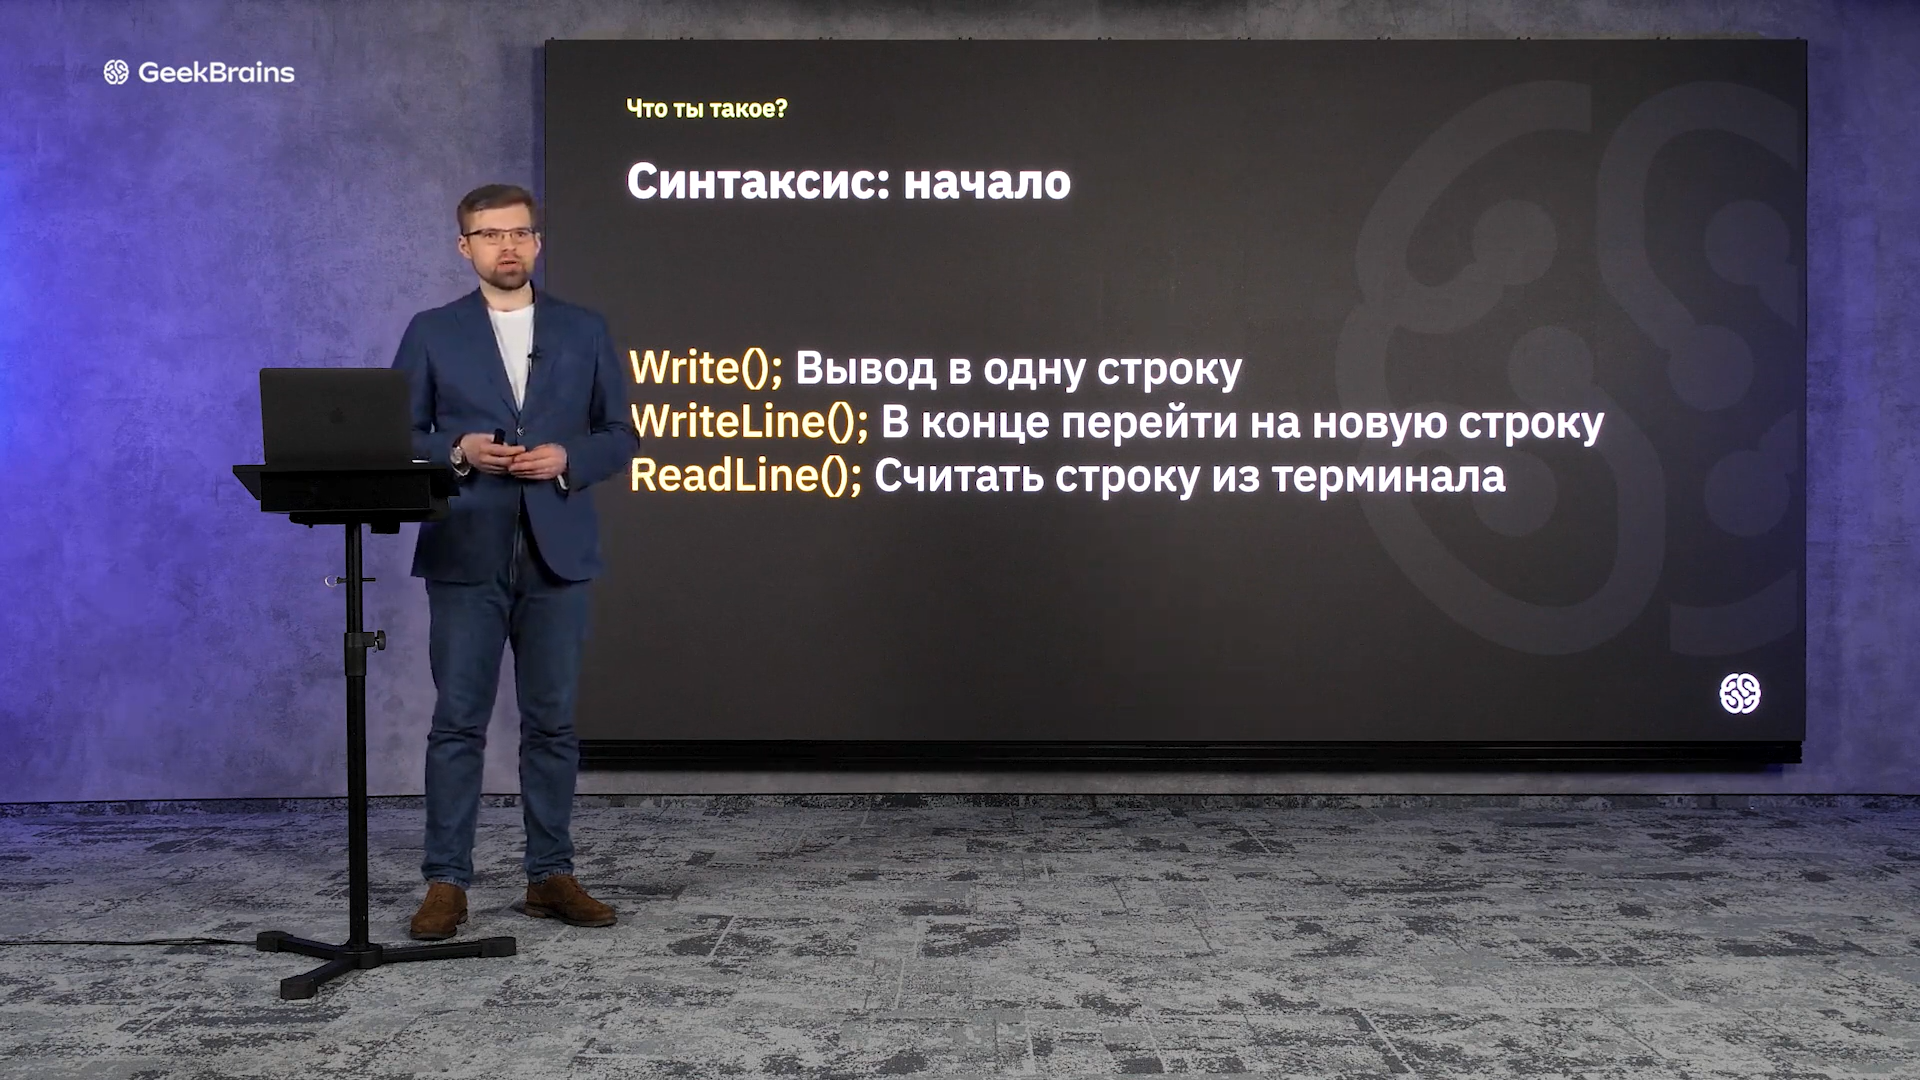 GeekBrains
Что ты такое?
Синтаксис: начало
Write(); Вывод в одну строку
WriteLine(); В конце перейти на новую строку
ReadLine(); Считать строку из терминала